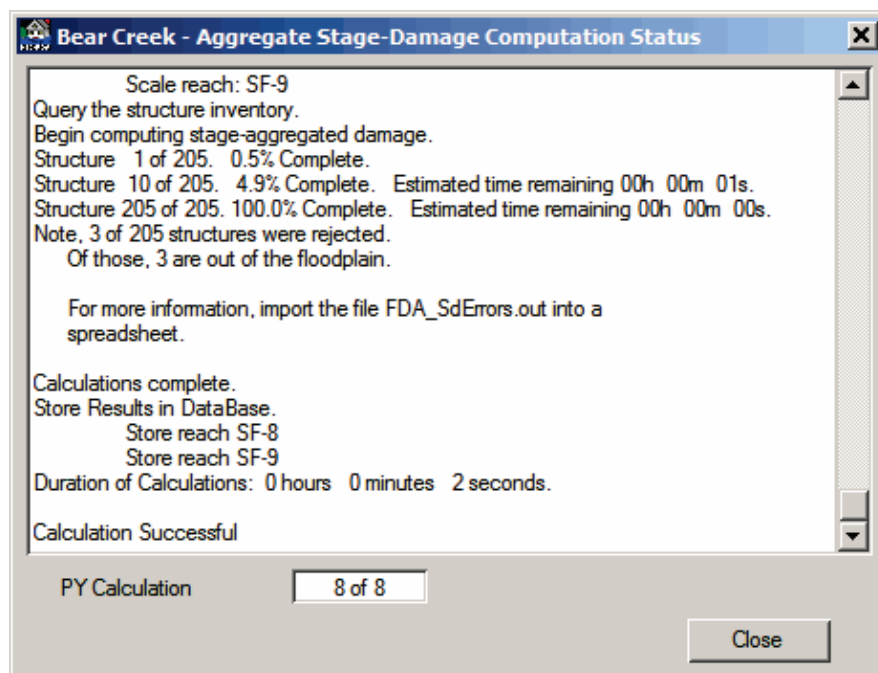 Bear Creek - Aggregate Stage-Damage Computation Status
Scale reach: SF-9
Query the structure inventory.
Begin computing stage-aggregated damage.
Structure 1 of 205. 0.5% Complete.
Structure 10 of 205. 4.9% Complete. Estimated time remaining 00h 00m 01s.
Structure 205 of 205. 100.0% Complete. Estimated time remaining 00h 00m 00s.
Note, 3 of 205 structures were rejected.
Of those, 3 are out of the floodplain.
For more information, import the file FDA_SdErrors.out into a
spreadsheet.
Calculations complete.
Store Results in DataBase.
Store reach SF-8
Store reach SF-9
Duration of Calculations: 0 hours 0 minutes 2 seconds.
Calculation Successful
PY Calculation 8 of 8
Close